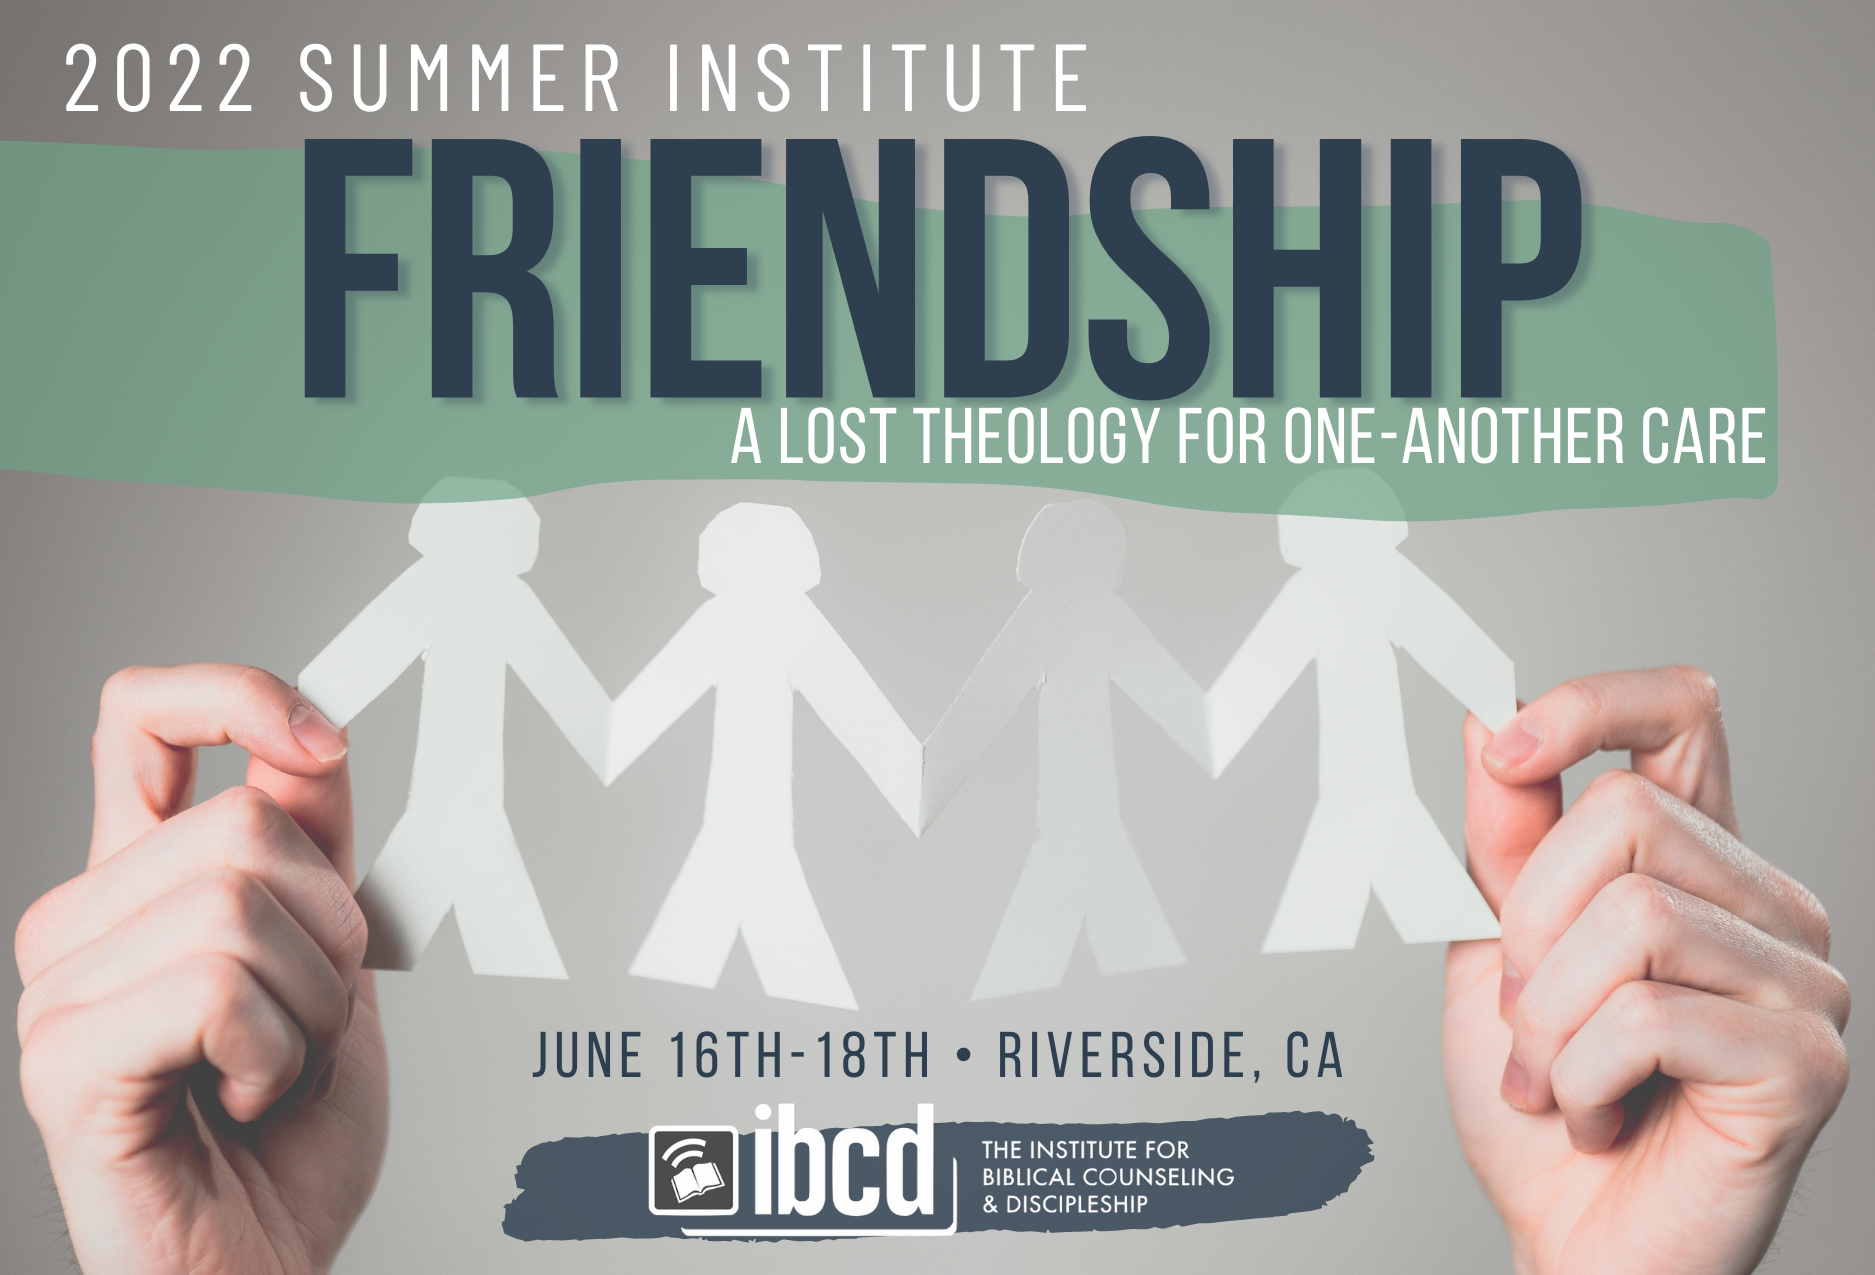 2022 SUMMER INSTITUTE
FRIENDSHIP
A LOST THEOLOGY FOR ONE-ANOTHER CARE
JUNE 16TH-18TH • RIVERSIDE, CA
ibcd
THE INSTITUTE FOR
BIBLICAL COUNSELING
& DISCIPLESHIP